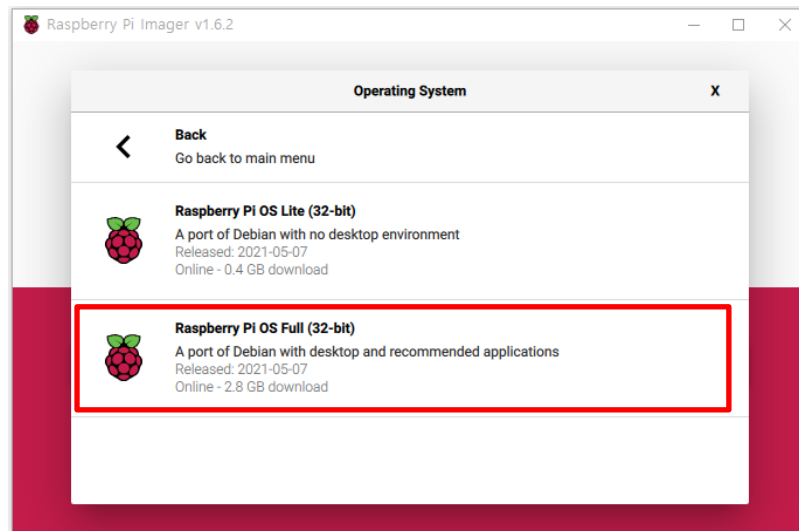 Raspberry Pi Imager v1.6.2
Operating System
X
Back
Go back to main menu
Raspberry Pi OS Lite (32-bit)
A port of Debian with no desktop environment
Released: 2021-05-07
Online - 0.4 GB download
Raspberry Pi OS Full (32-bit)
A port of Debian with desktop and recommended applications
Released: 2021-05-07
Online - 2.8 GB download